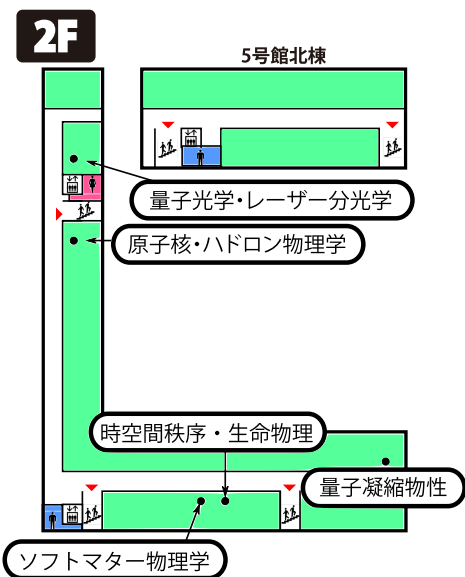 2F
5号館北棟
量子光学・レーザー分光学
原子核・ハドロン物理学
時空間秩序・生命物理
量子凝縮物性
ソフトマター物理学